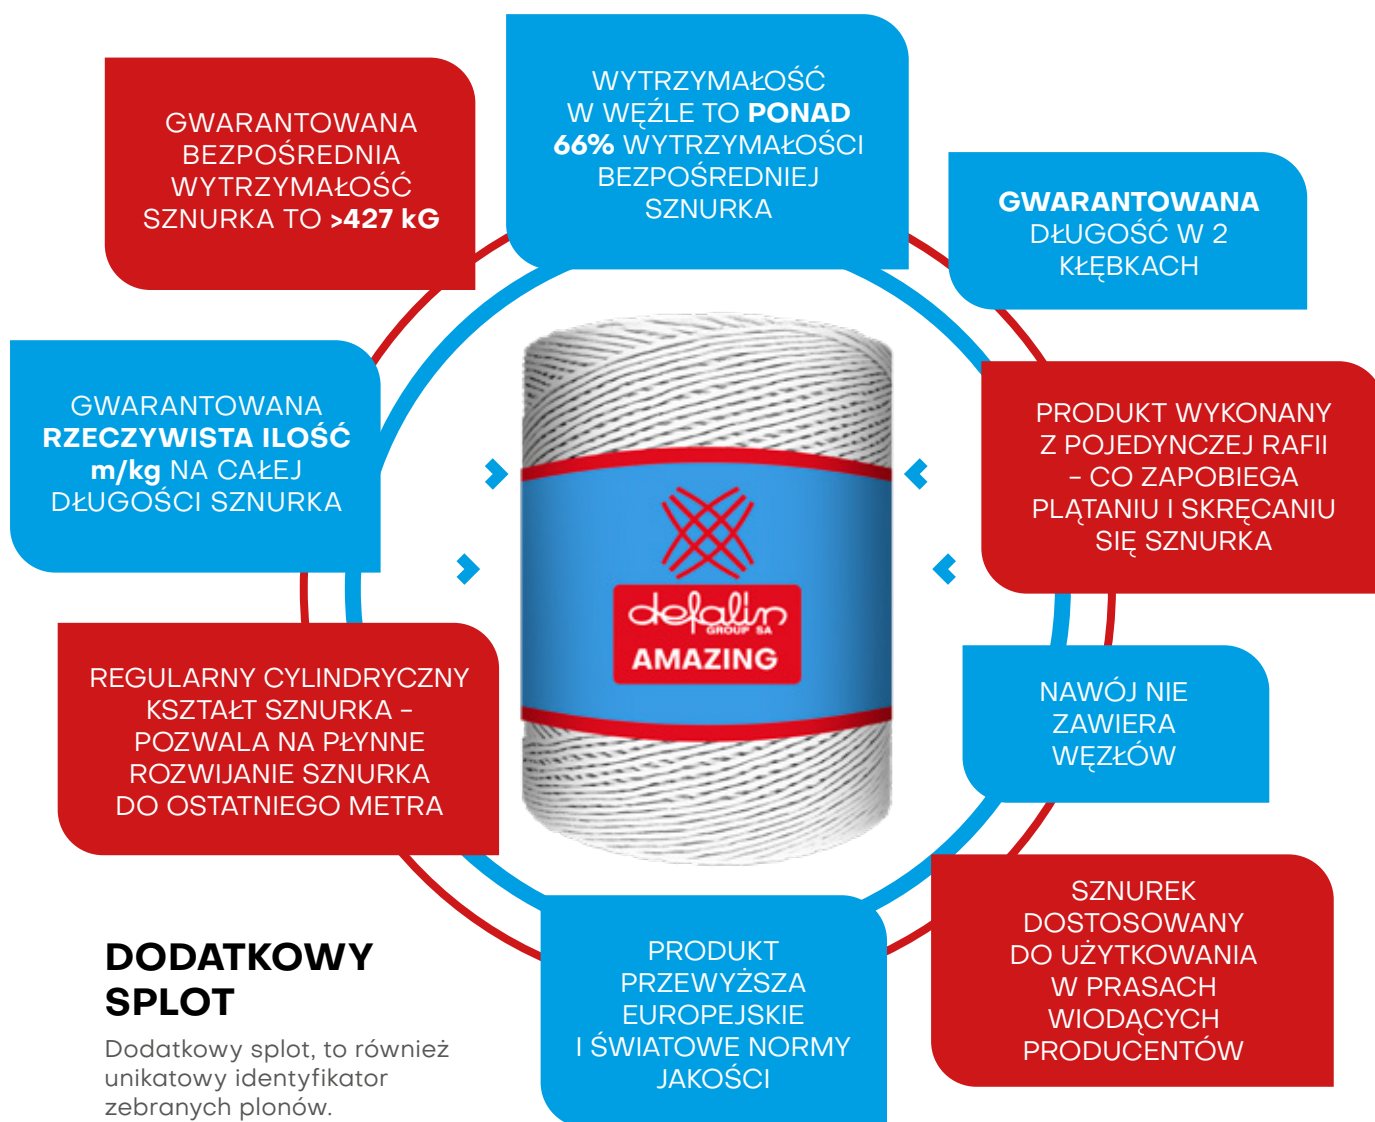 GWARANTOWANA
BEZPOŚREDNIA
WYTRZYMAŁOŚĆ
SZNURKA TO >427 kG
WYTRZYMAŁOŚĆ
W WĘŹLE TO PONAD
66% WYTRZYMAŁOŚCI
BEZPOŚREDNIEJ
SZNURKA
GWARANTOWANA
DŁUGOŚĆ W 2
KŁĘBKACH
GWARANTOWANA
RZECZYWISTA ILOŚĆ
m/kg NA CAŁEJ
DŁUGOŚCI SZNURKA
PRODUKT WYKONANY
Z POJEDYNCZEJ RAFII
– CO ZAPOBIEGA
PLĄTANIU I SKRĘCANIU
SIĘ SZNURKA
defalin
GROUP SA
AMAZING
REGULARNY CYLINDRYCZNY
KSZTAŁT SZNURKA –
POZWALA NA PŁYNNE
ROZWIJANIE SZNURKA
DO OSTATNIEGO METRA
NAWÓJ NIE
ZAWIERA
WĘZŁÓW
SZNUREK
DOSTOSOWANY
DO UŻYTKOWANIA
W PRASACH
WIODĄCYCH
PRODUCENTÓW
PRODUKT
PRZEWYŻSZA
EUROPEJSKIE
I ŚWIATOWE NORMY
JAKOŚCI
DODATKOWY
SPLOT
Dodatkowy splot, to również
unikatowy identyfikator
zebranych plonów.